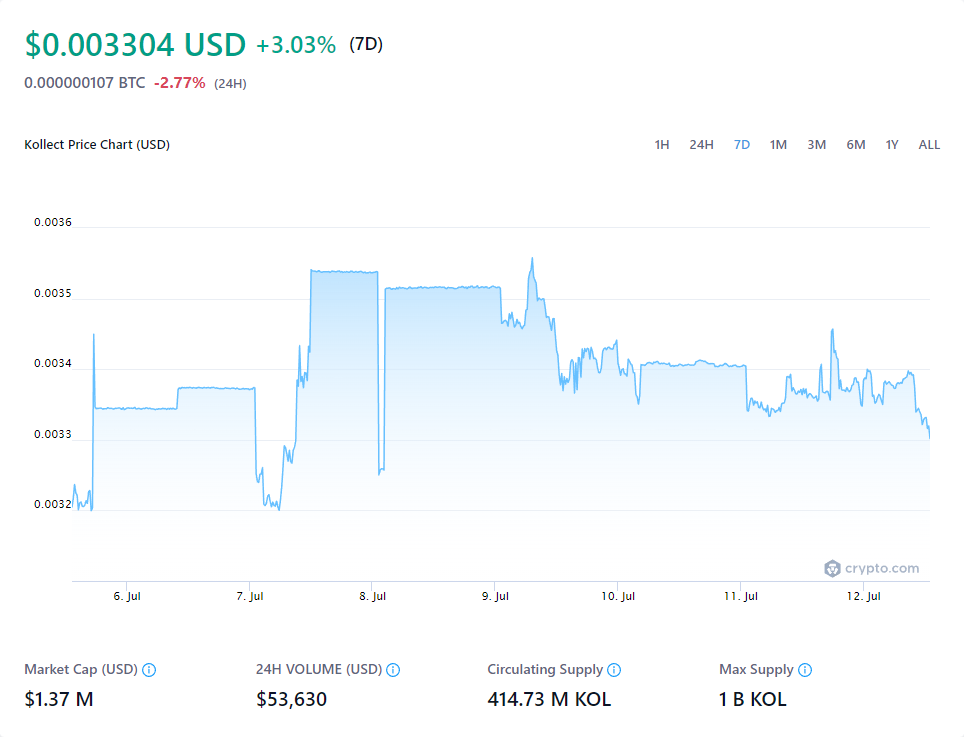 $0.003304 USD +3.03% (7D)
0.000000107 BTC -2.77% (24H)
Kollect Price Chart (USD) 1H 24H 7D 1M 3M 6M 1Y ALL
0.0036
0.0035
0.0034
0.0033
0.0032
crypto.com
6. Jul 7. Jul 8. Jul 9. Jul 10. Jul 11. Jul 12. Jul
Market Cap (USD) 24H VOLUME (USD) Circulating Supply Max Supply
$1.37 M $53,630 414.73 M KOL 1 B KOL